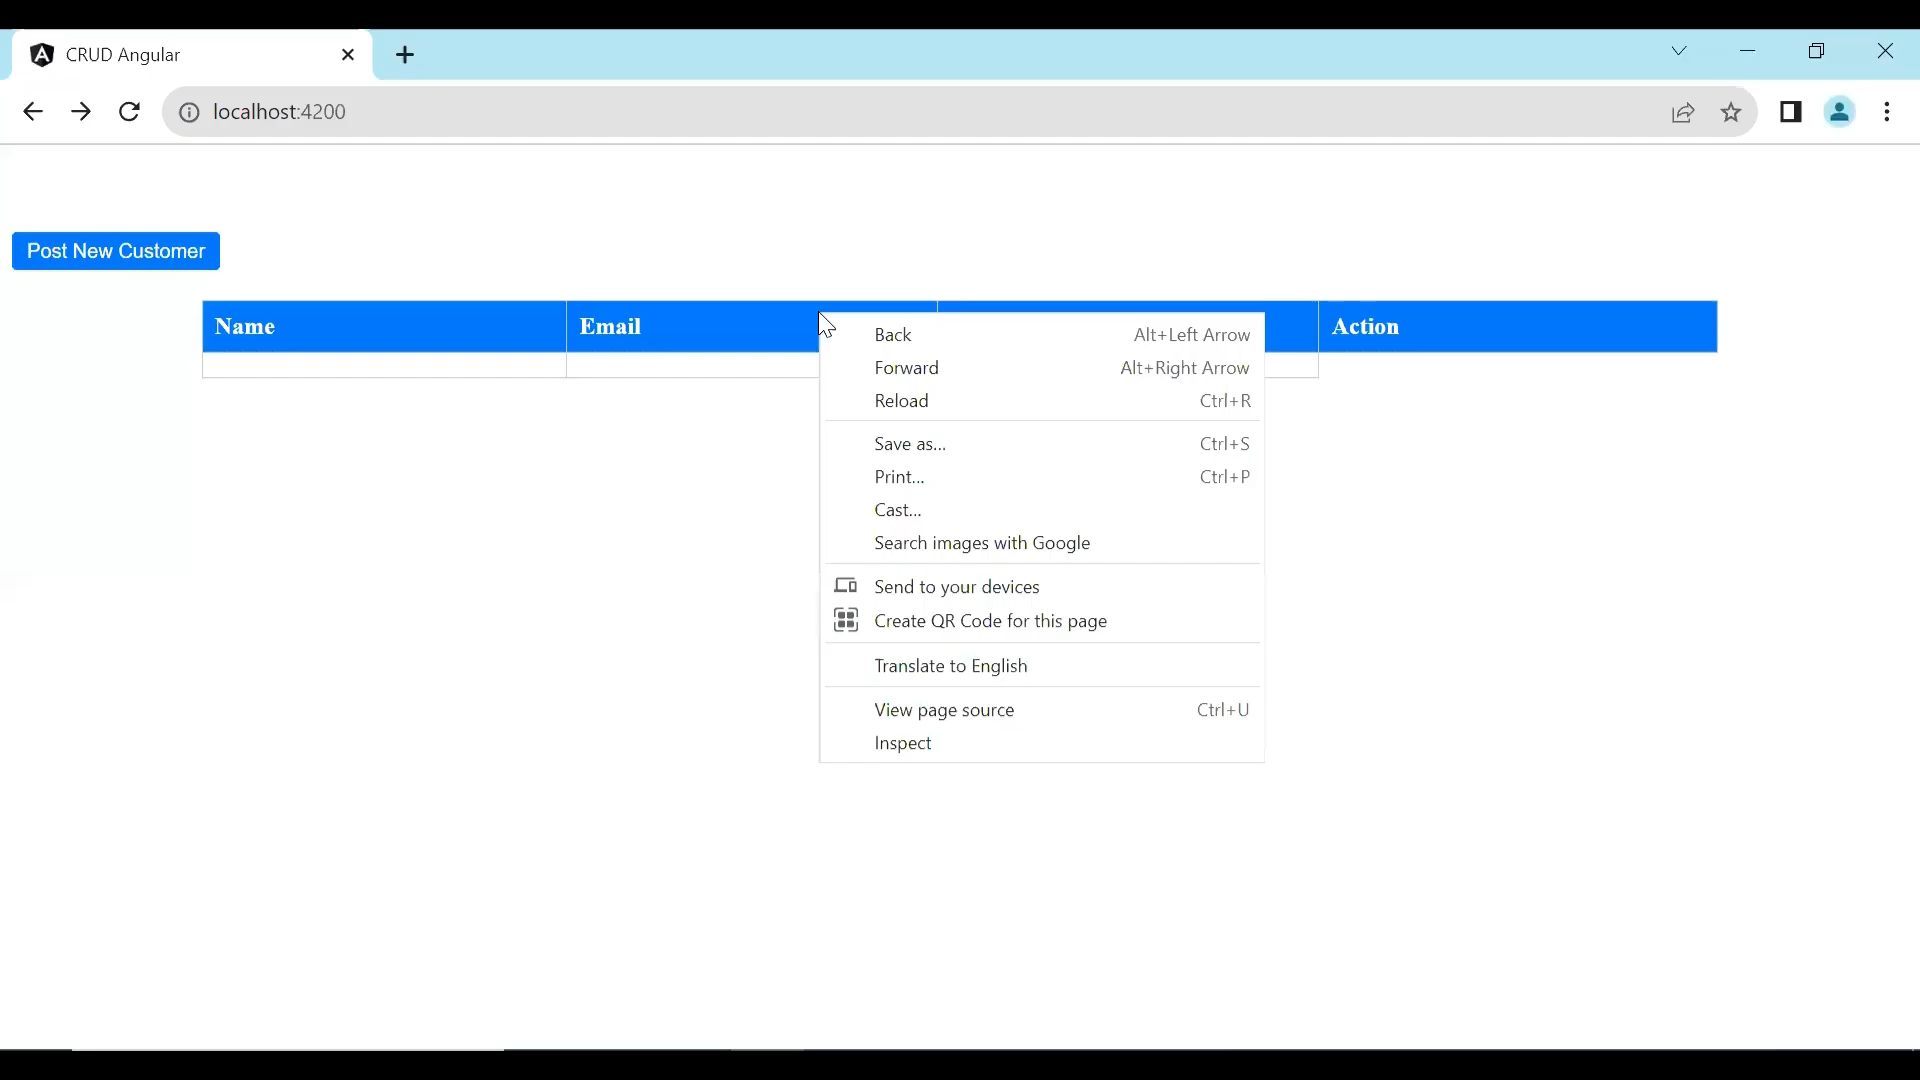 CRUD Angular
localhost:4200
Post New Customer
Name Email Action
Back Alt+Left Arrow
Forward Alt+Right Arrow
Reload Ctrl+R
Save as... Ctrl+S
Print... Ctrl+P
Cast...
Search images with Google
Send to your devices
Create QR Code for this page
Translate to English
View page source Ctrl+U
Inspect